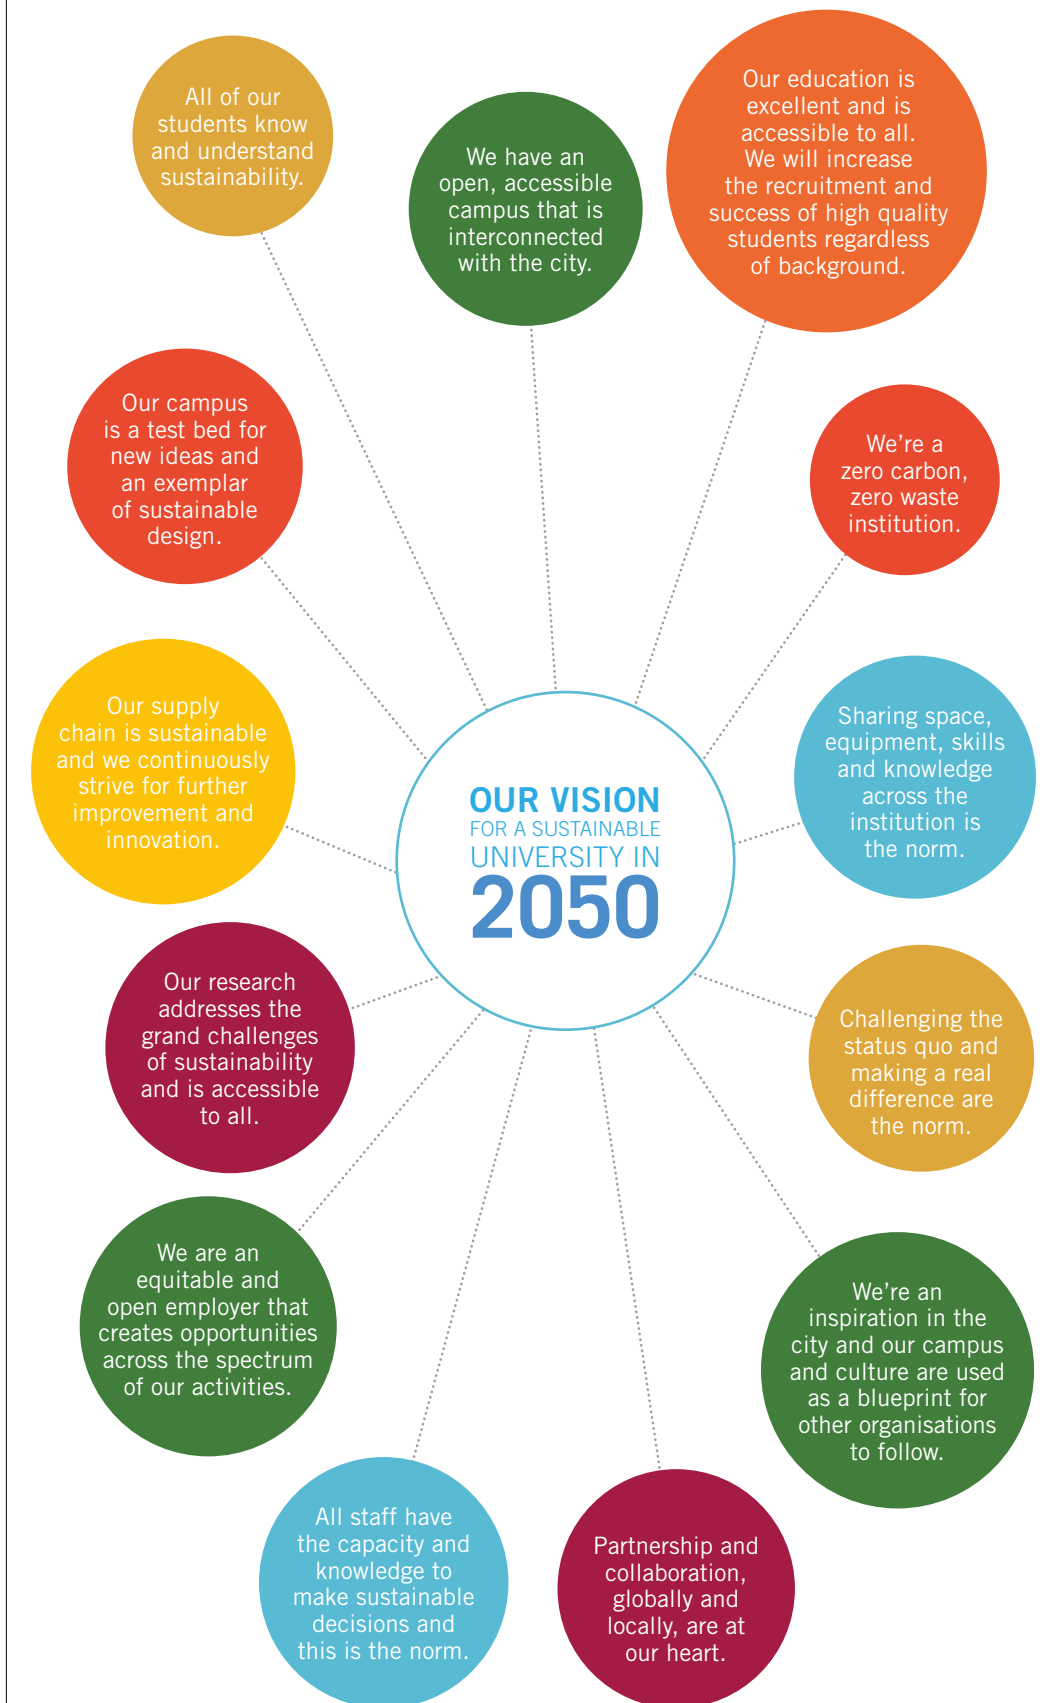 All of our
students know
and understand
sustainability.
We have an
open, accessible
campus that is
interconnected
with the city.
Our education is
excellent and is
accessible to all.
We will increase
the recruitment and
success of high quality
students regardless
of background.
Our campus
is a test bed for
new ideas and
an exemplar
of sustainable
design.
We’re a
zero carbon,
zero waste
institution.
Our supply
chain is sustainable
and we continuously
strive for further
improvement and
innovation.
OUR VISION
FOR A SUSTAINABLE
UNIVERSITY IN
2050
Sharing space,
equipment, skills
and knowledge
across the
institution is
the norm.
Our research
addresses the
grand challenges
of sustainability
and is accessible
to all.
Challenging the
status quo and
making a real
difference are
the norm.
We are an
equitable and
open employer that
creates opportunities
across the spectrum
of our activities.
We’re an
inspiration in the
city and our campus
and culture are used
as a blueprint for
other organisations
to follow.
All staff have
the capacity and
knowledge to
make sustainable
decisions and
this is the norm.
Partnership and
collaboration,
globally and
locally, are at
our heart.